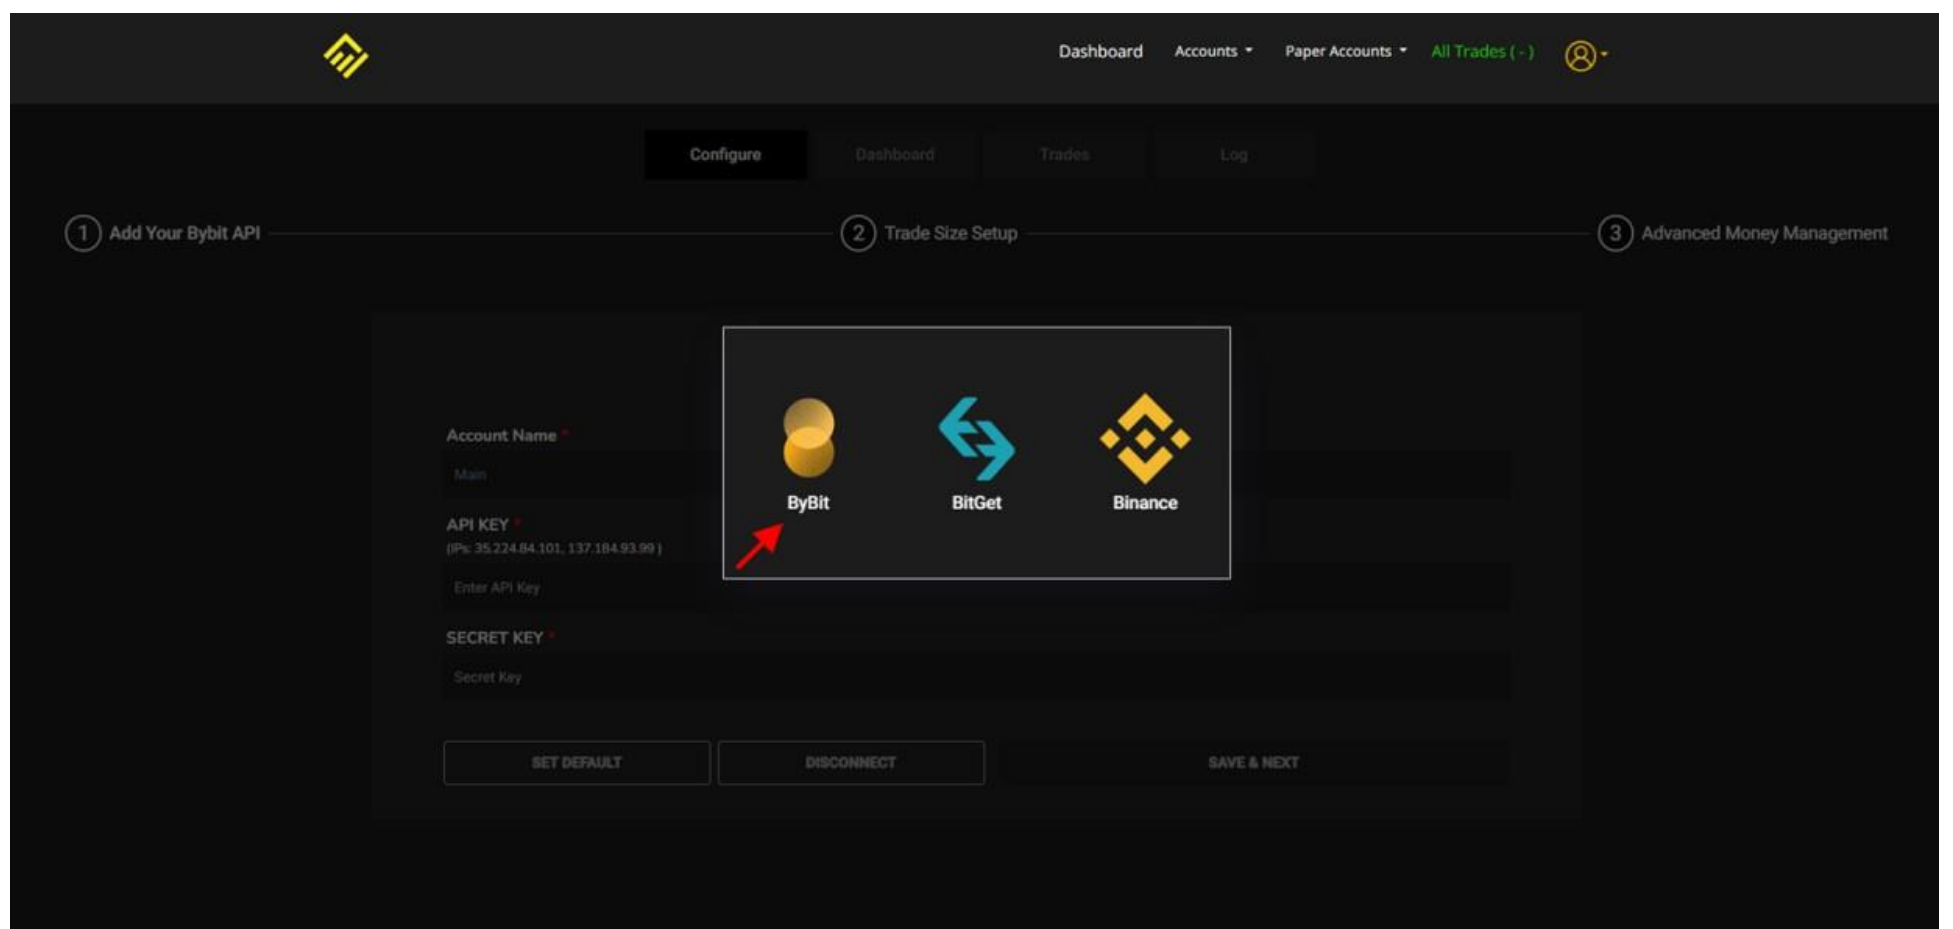 Dashboard Accounts Paper Accounts All Trades ( - )
Configure Dashboard Trades Log
1 Add Your Bybit API 2 Trade Size Setup 3 Advanced Money Management
ByBit BitGet Binance
Account Name *
Main
API KEY *
(IPs: 35.224.84.101, 137.184.93.99 )
Enter API Key
SECRET KEY *
Secret Key
SET DEFAULT DISCONNECT SAVE & NEXT